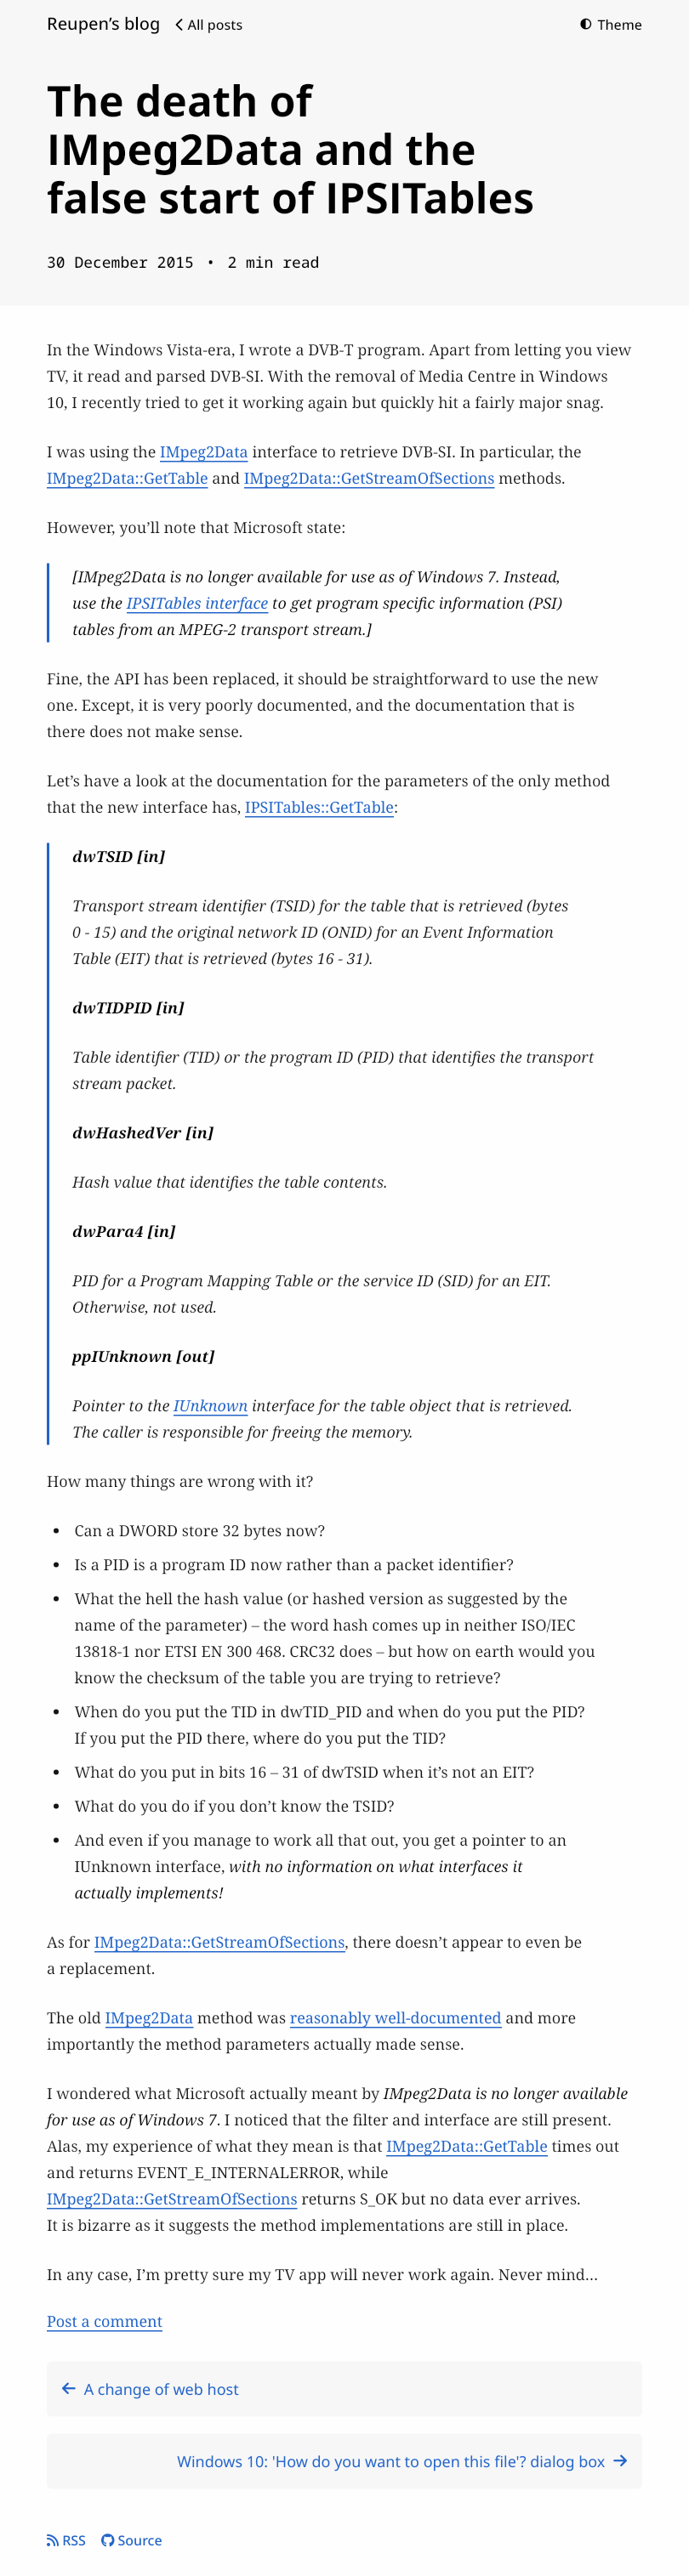 Reupen’s blog All posts Theme
The death of
IMpeg2Data and the
false start of IPSITables
30 December 2015 • 2 min read
In the Windows Vista-era, I wrote a DVB-T program. Apart from letting you view
TV, it read and parsed DVB-SI. With the removal of Media Centre in Windows
10, I recently tried to get it working again but quickly hit a fairly major snag.
I was using the IMpeg2Data interface to retrieve DVB-SI. In particular, the
IMpeg2Data::GetTable and IMpeg2Data::GetStreamOfSections methods.
However, you’ll note that Microsoft state:
[IMpeg2Data is no longer available for use as of Windows 7. Instead,
use the IPSITables interface to get program specific information (PSI)
tables from an MPEG-2 transport stream.]
Fine, the API has been replaced, it should be straightforward to use the new
one. Except, it is very poorly documented, and the documentation that is
there does not make sense.
Let’s have a look at the documentation for the parameters of the only method
that the new interface has, IPSITables::GetTable:
dwTSID [in]
Transport stream identifier (TSID) for the table that is retrieved (bytes
0 - 15) and the original network ID (ONID) for an Event Information
Table (EIT) that is retrieved (bytes 16 - 31).
dwTIDPID [in]
Table identifier (TID) or the program ID (PID) that identifies the transport
stream packet.
dwHashedVer [in]
Hash value that identifies the table contents.
dwPara4 [in]
PID for a Program Mapping Table or the service ID (SID) for an EIT.
Otherwise, not used.
ppIUnknown [out]
Pointer to the IUnknown interface for the table object that is retrieved.
The caller is responsible for freeing the memory.
How many things are wrong with it?
• Can a DWORD store 32 bytes now?
• Is a PID is a program ID now rather than a packet identifier?
• What the hell the hash value (or hashed version as suggested by the
name of the parameter) – the word hash comes up in neither ISO/IEC
13818-1 nor ETSI EN 300 468. CRC32 does – but how on earth would you
know the checksum of the table you are trying to retrieve?
• When do you put the TID in dwTID_PID and when do you put the PID?
If you put the PID there, where do you put the TID?
• What do you put in bits 16 – 31 of dwTSID when it’s not an EIT?
• What do you do if you don’t know the TSID?
• And even if you manage to work all that out, you get a pointer to an
IUnknown interface, with no information on what interfaces it
actually implements!
As for IMpeg2Data::GetStreamOfSections, there doesn’t appear to even be
a replacement.
The old IMpeg2Data method was reasonably well-documented and more
importantly the method parameters actually made sense.
I wondered what Microsoft actually meant by IMpeg2Data is no longer available
for use as of Windows 7. I noticed that the filter and interface are still present.
Alas, my experience of what they mean is that IMpeg2Data::GetTable times out
and returns EVENT_E_INTERNALERROR, while
IMpeg2Data::GetStreamOfSections returns S_OK but no data ever arrives.
It is bizarre as it suggests the method implementations are still in place.
In any case, I’m pretty sure my TV app will never work again. Never mind…
Post a comment
← A change of web host
Windows 10: 'How do you want to open this file'? dialog box →
RSS Source